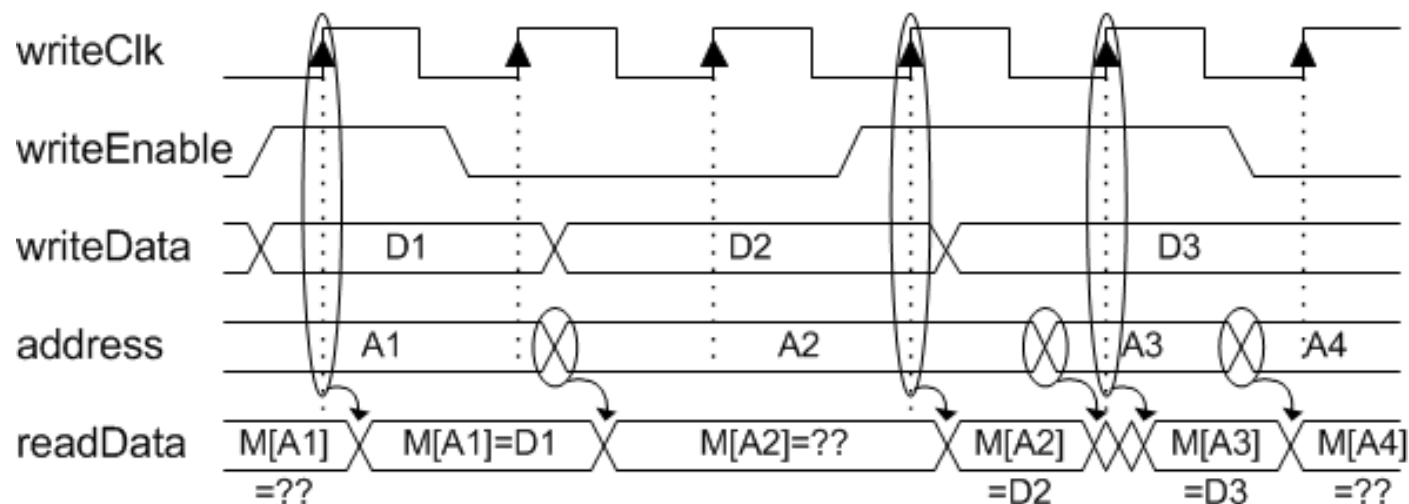 writeClk
writeEnable
writeData D1 D2 D3
address A1 A2 A3 A4
readData M[A1] M[A1]=D1 M[A2]=?? M[A2] M[A3] M[A4]
=?? =D2 =D3 =??